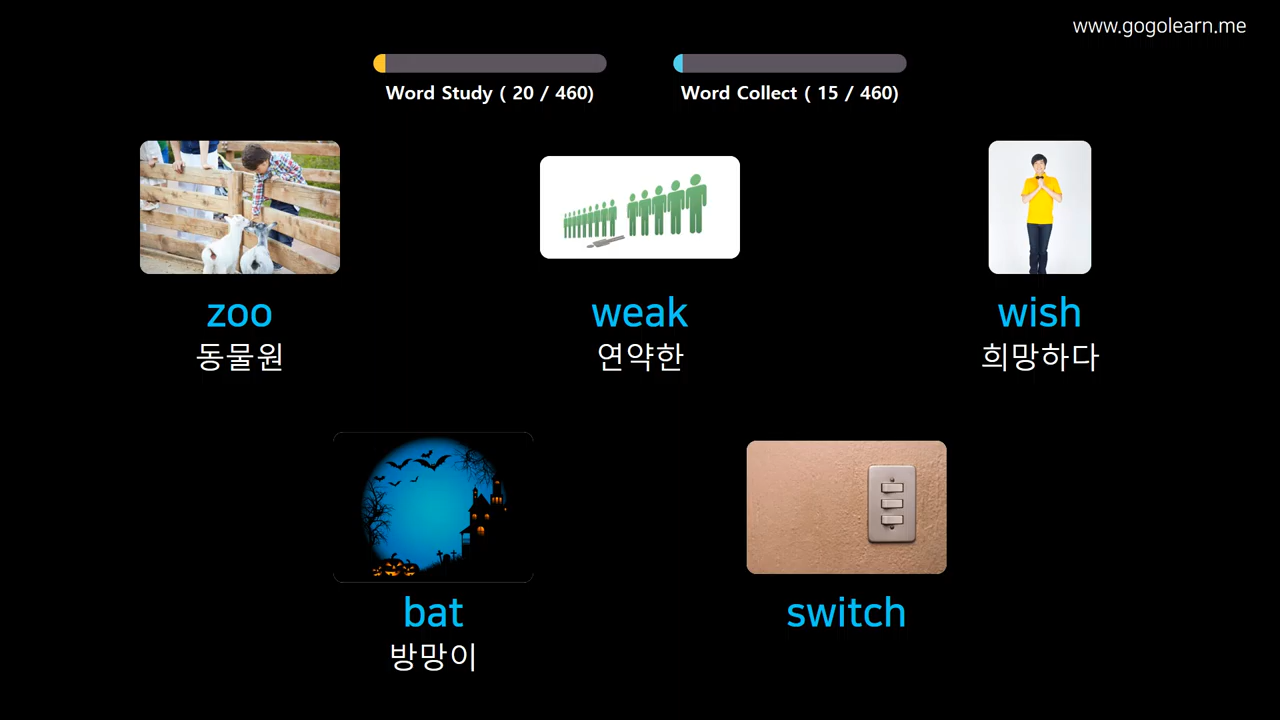 www.gogolearn.me
Word Study ( 20 / 460)
Word Collect ( 15 / 460)
zoo
동물원
weak
연약한
wish
희망하다
bat
방망이
switch